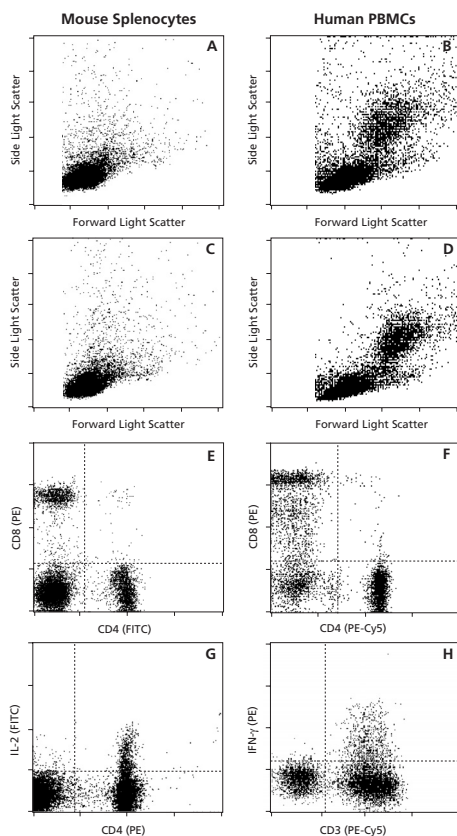 Mouse Splenocytes Human PBMCs
A B
Side Light Scatter Side Light Scatter
Forward Light Scatter Forward Light Scatter
C D
Side Light Scatter Side Light Scatter
Forward Light Scatter Forward Light Scatter
E F
CD8 (PE) CD8 (PE)
CD4 (FITC) CD4 (PE-Cy5)
G H
IL-2 (FITC) IFN-γ (PE)
CD4 (PE) CD3 (PE-Cy5)